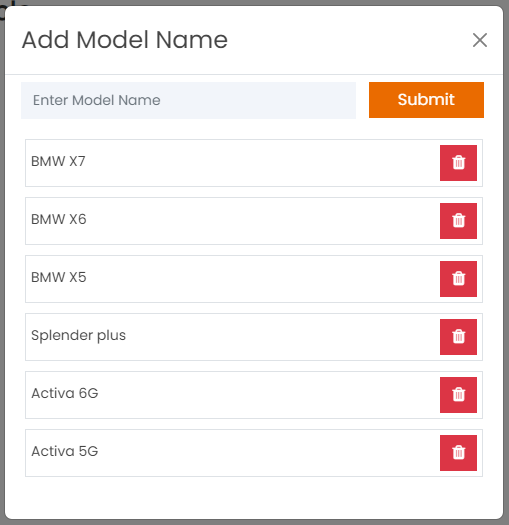 Add Model Name
Enter Model Name
Submit
BMW X7
BMW X6
BMW X5
Splender plus
Activa 6G
Activa 5G